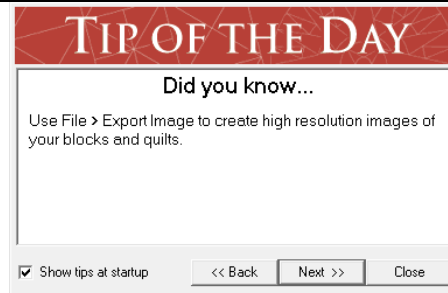 TIP OF THE DAY
Did you know...
Use File > Export Image to create high resolution images of
your blocks and quilts.
Show tips at startup
<< Back
Next >>
Close